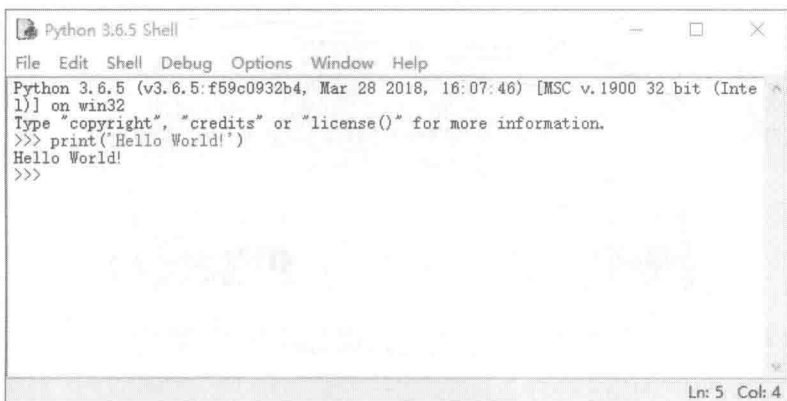 Python 3.6.5 Shell
File Edit Shell Debug Options Window Help
Python 3.6.5 (v3.6.5:f59c0932b4, Mar 28 2018, 16:07:46) [MSC v.1900 32 bit (Inte
l)] on win32
Type "copyright", "credits" or "license()" for more information.
>>> print('Hello World!')
Hello World!
>>>
Ln: 5 Col: 4